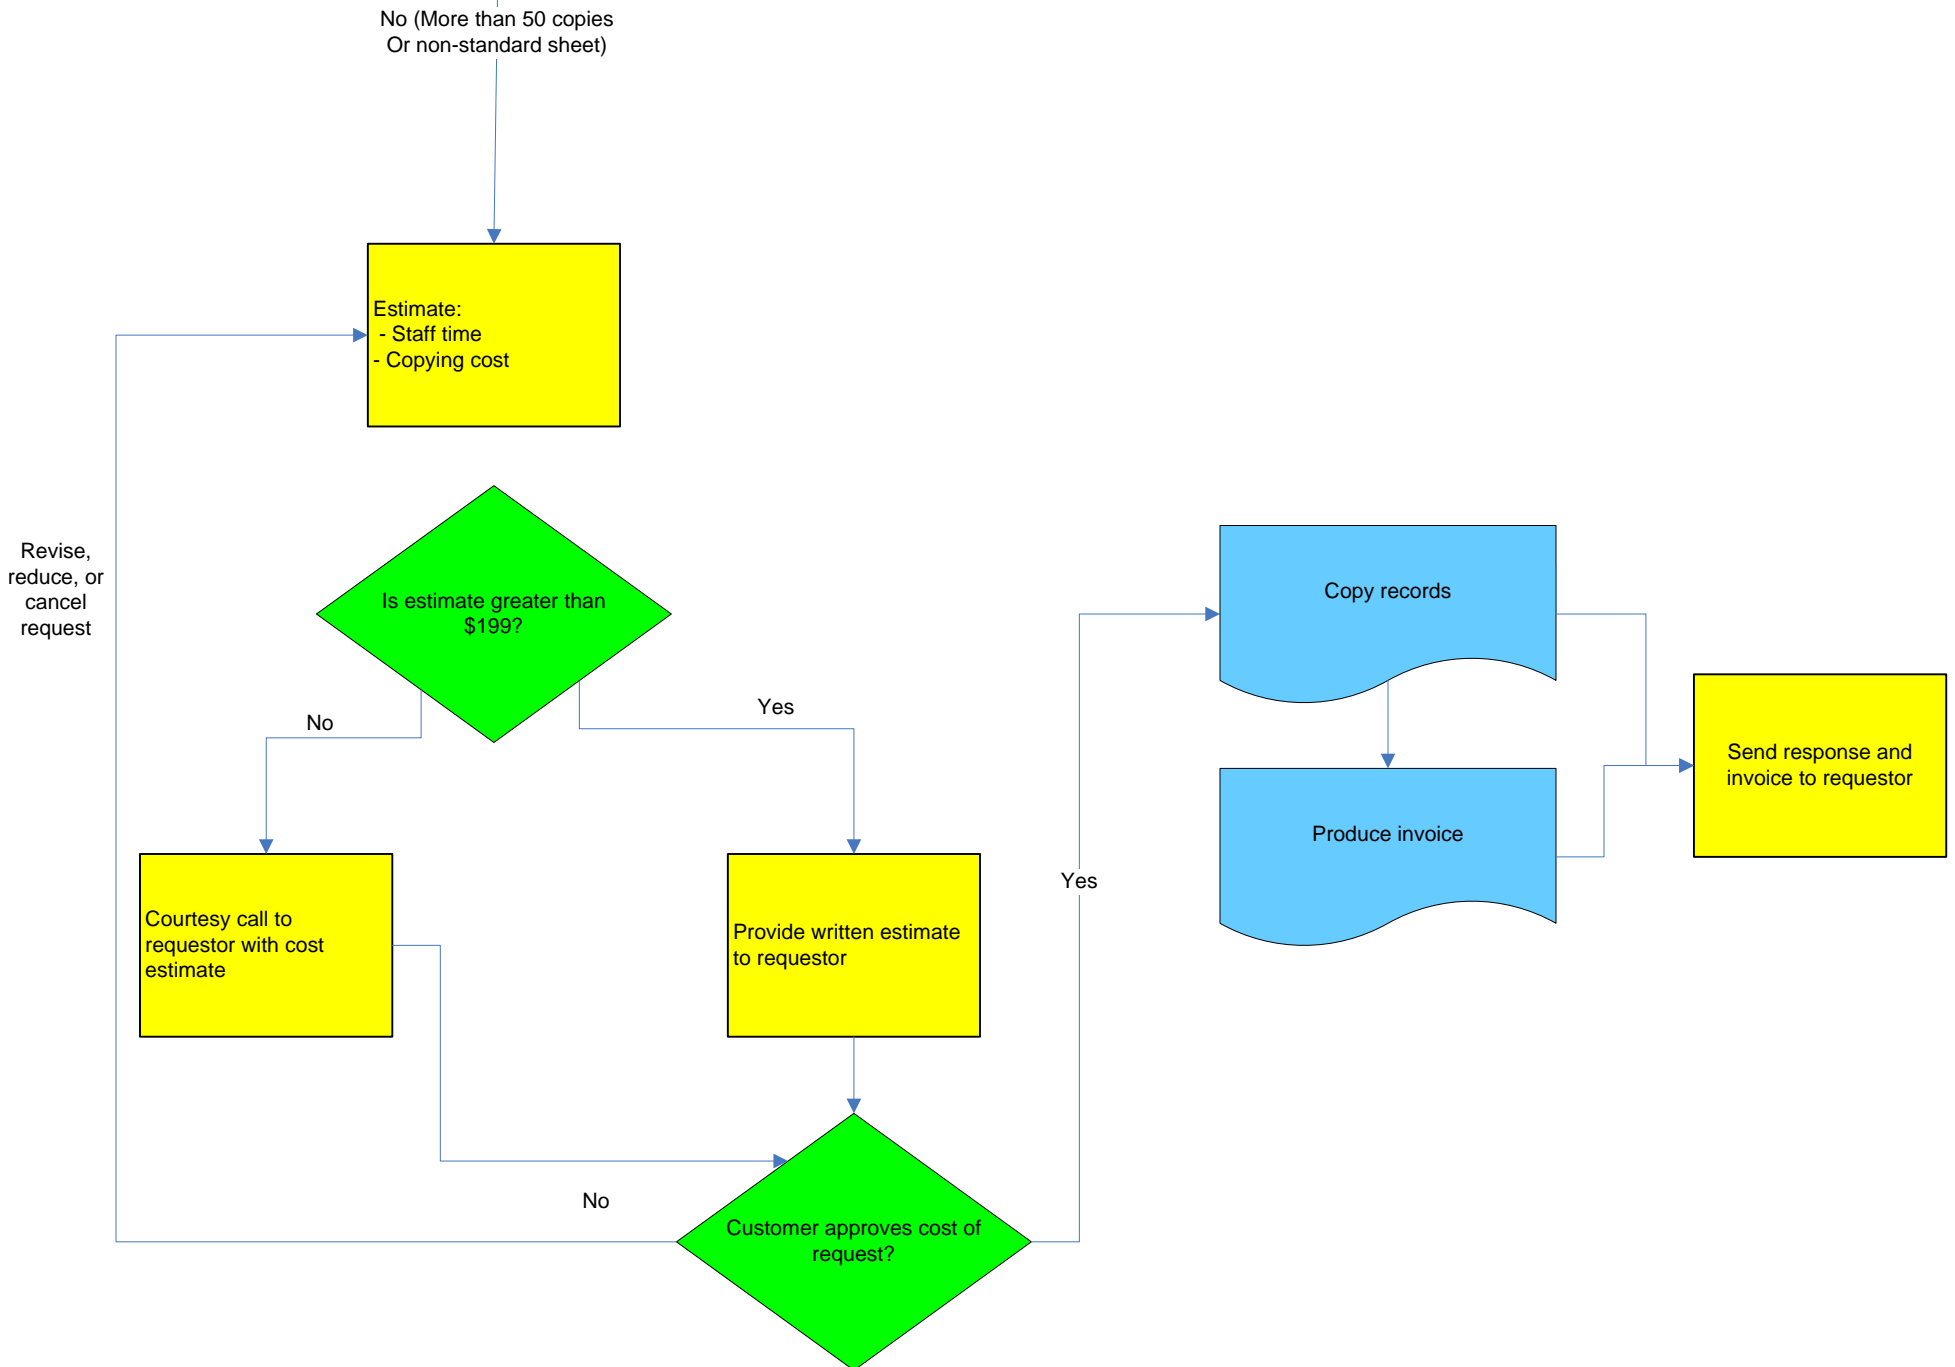 No (More than 50 copies
Or non-standard sheet)
Estimate:
- Staff time
- Copying cost
Revise,
reduce, or
cancel
request
Is estimate greater than
$199?
No
Yes
Courtesy call to
requestor with cost
estimate
Provide written estimate
to requestor
No
Customer approves cost of
request?
Yes
Copy records
Produce invoice
Send response and
invoice to requestor